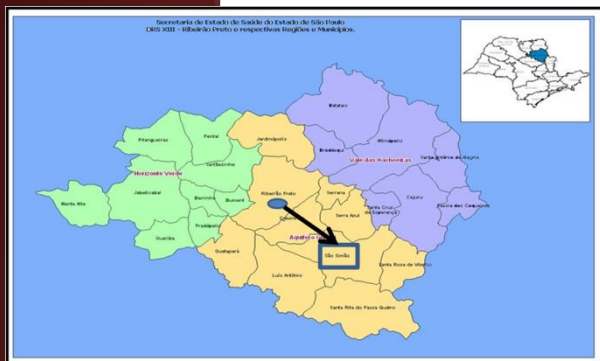 Secretaria de Estado de Saúde do Estado de São Paulo
DRS XIII - Ribeirão Preto e respectivas Regiões e Municípios.
Batatais
Pitangueiras
Pontal
Jardinópolis
Brodowski
Altinópolis
Santo Antônio da Alegria
Sertãozinho
Vale das Cachoeiras
Horizonte Verde
Monte Alto
Jaboticabal
Barrinha
Dumont
Ribeirão Preto
Serrana
Santa Cruz da Esperança
Cajuru
Cássia dos Coqueiros
Serra Azul
Guariba
Pradópolis
Guatapará
São Simão
Luiz Antônio
Santa Rosa de Viterbo
Santa Rita do Passa Quatro